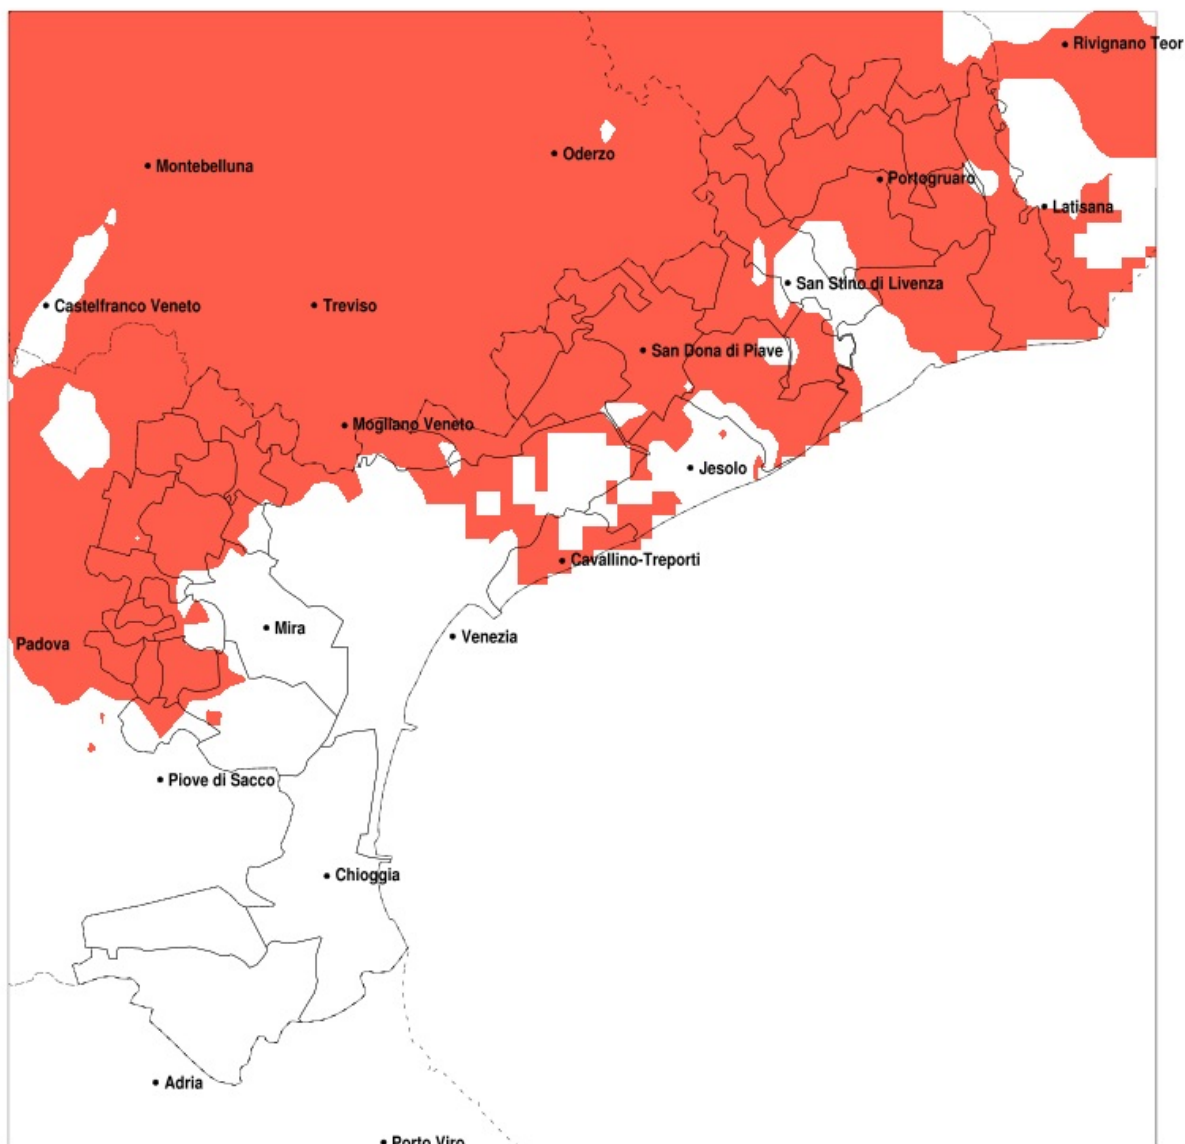 Rivignano Teor
Oderzo
Montebelluna
Portogruaro
Latisana
San Stino di Livenza
Castelfranco Veneto
Treviso
San Dona di Piave
Mogliano Veneto
Jesolo
Cavallino-Treporti
Mira
Venezia
Padova
Piove di Sacco
Chioggia
Adria
Porto Viro